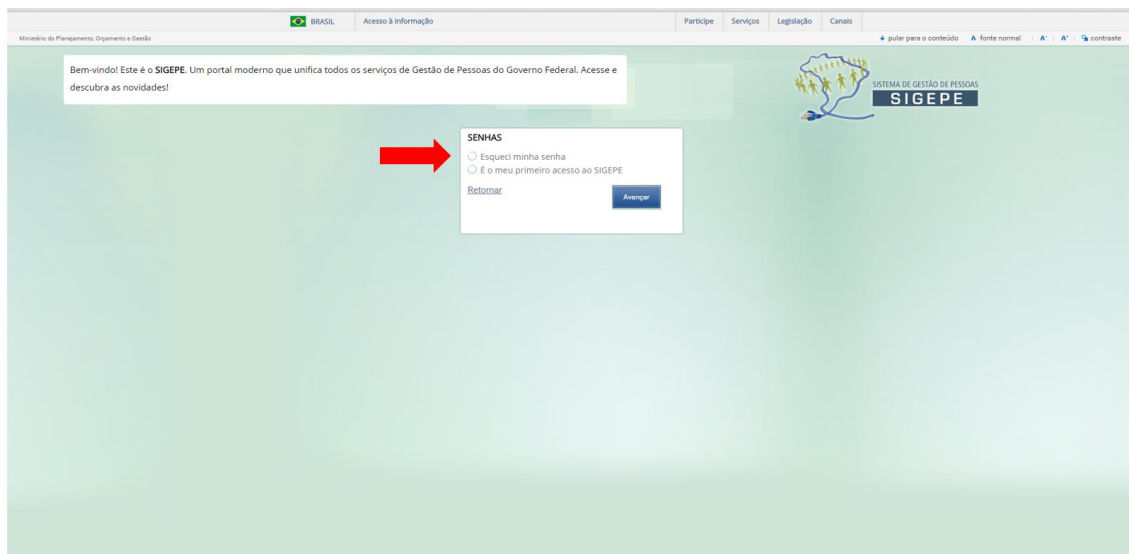 BRASIL Acesso à informação Participe Serviços Legislação Canais
Ministério do Planejamento, Orçamento e Gestão pular para o conteúdo A fonte normal A- A+ contraste
Bem-vindo! Este é o SIGEPE. Um portal moderno que unifica todos os serviços de Gestão de Pessoas do Governo Federal. Acesse e
descubra as novidades!
SISTEMA DE GESTÃO DE PESSOAS
SIGEPE
SENHAS
Esqueci minha senha
É o meu primeiro acesso ao SIGEPE
Retornar
Avançar